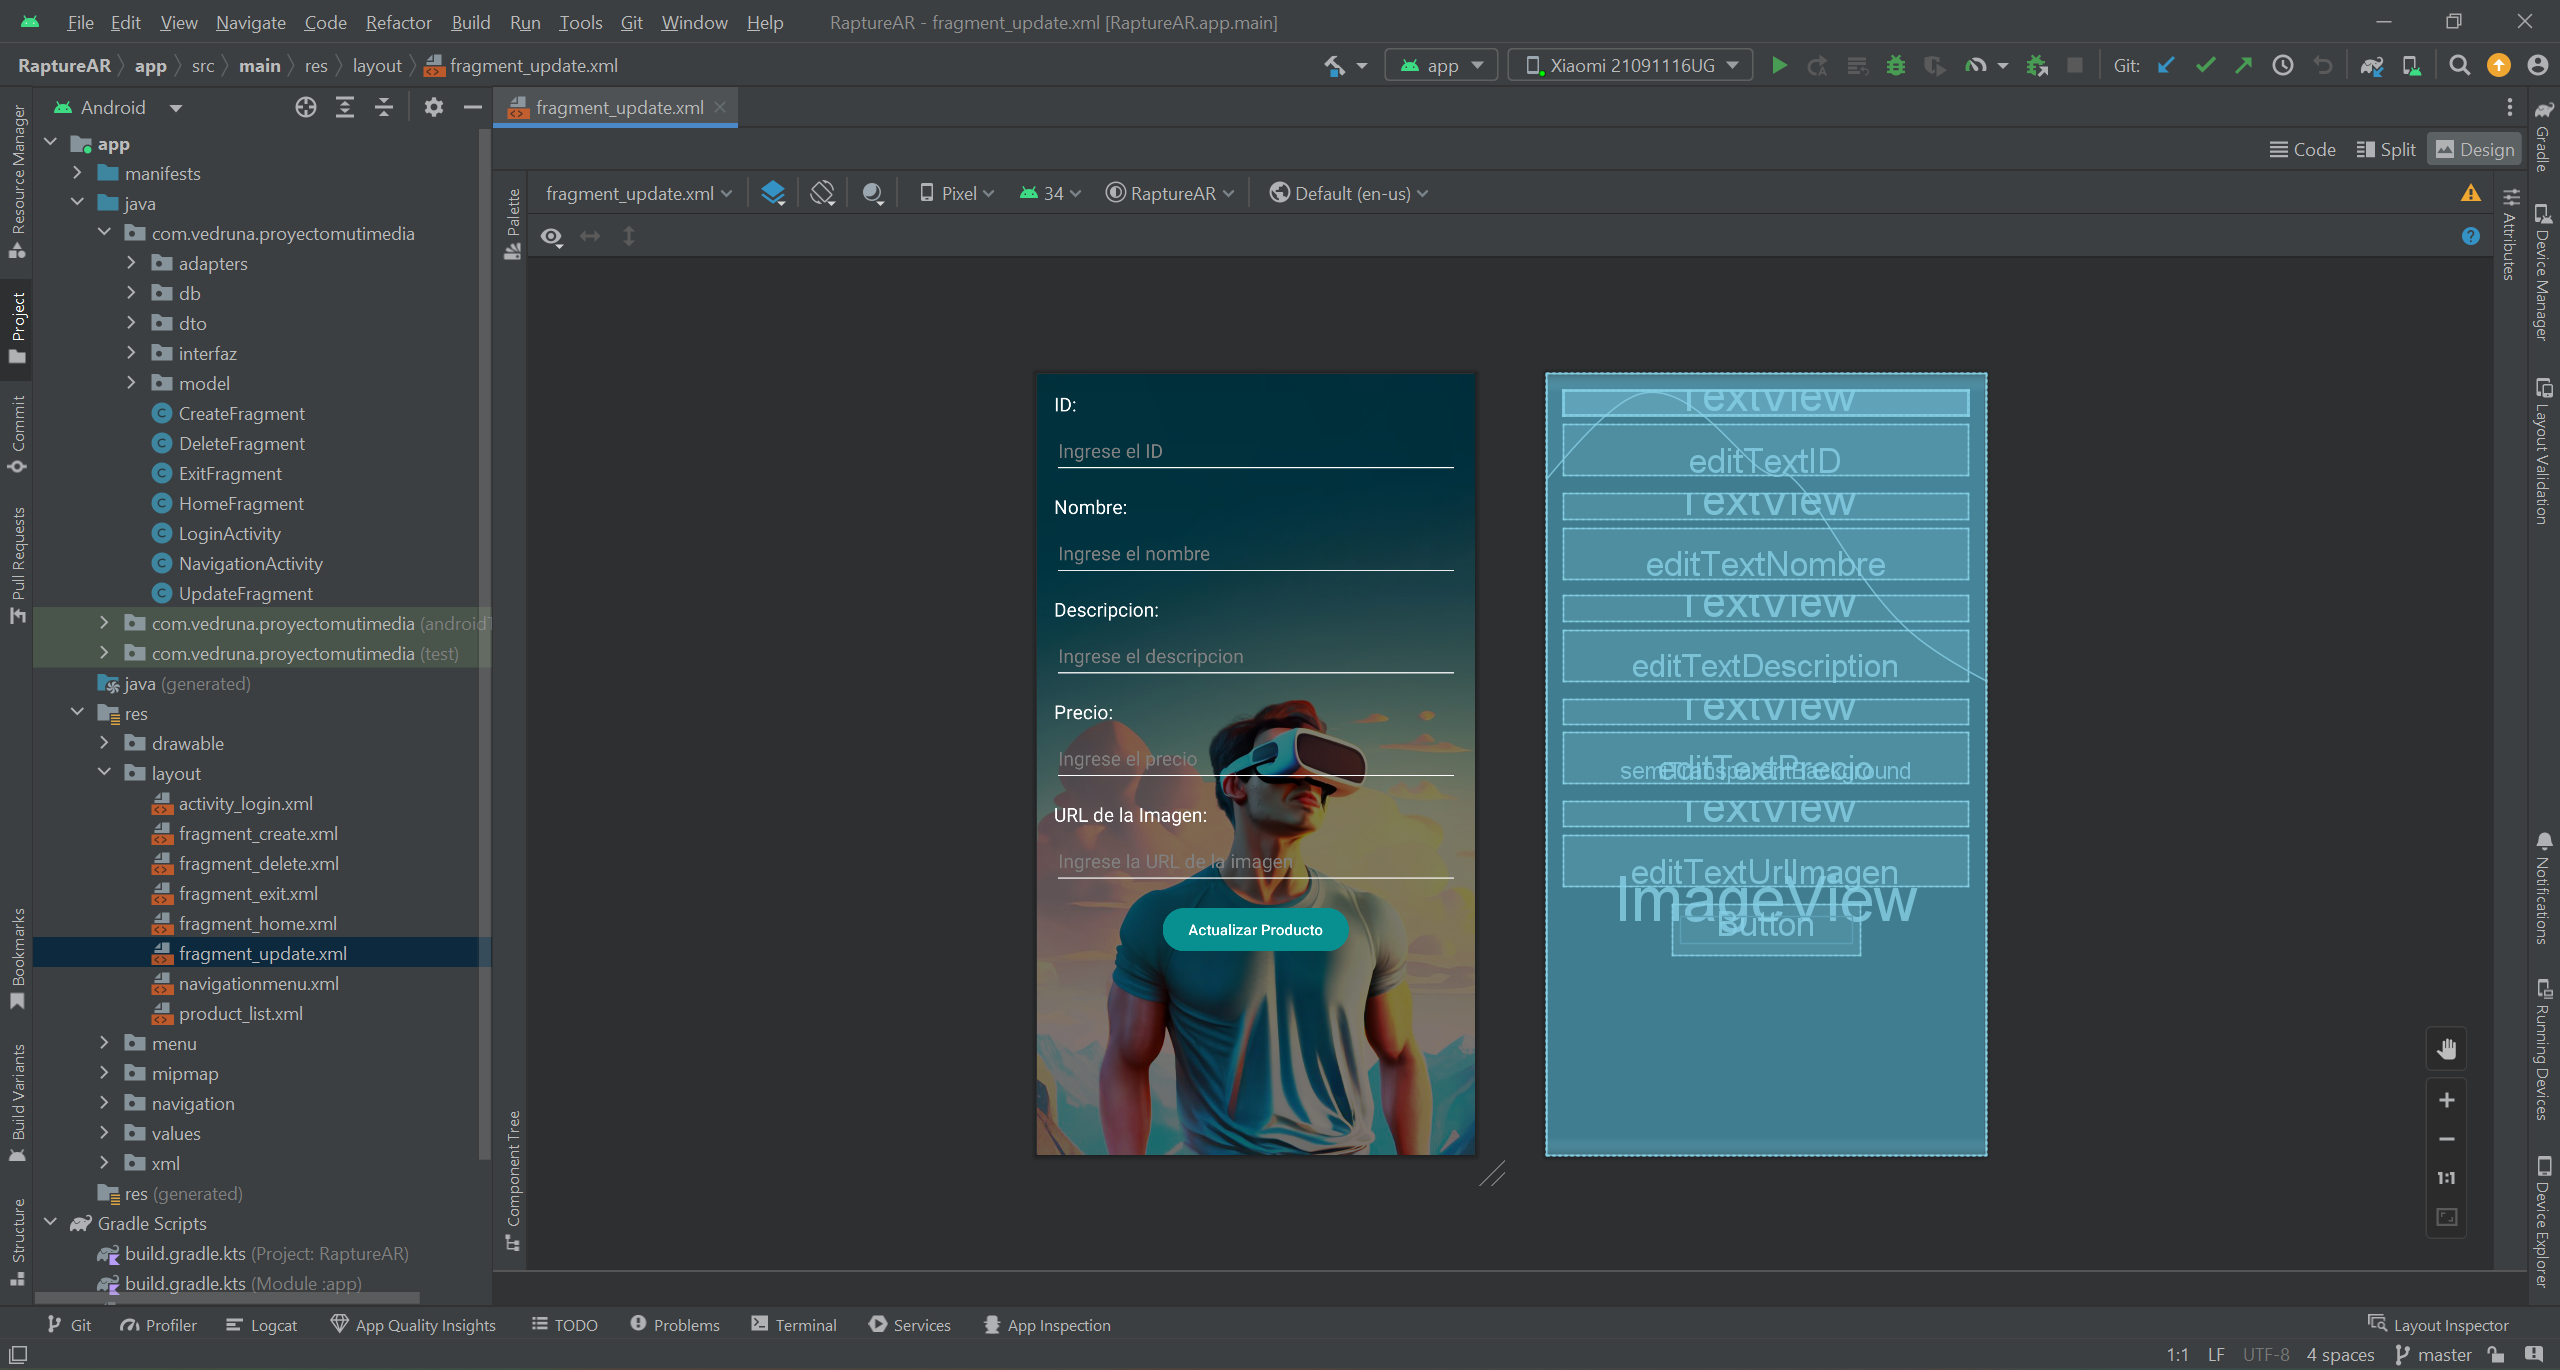 File Edit View Navigate Code Refactor Build Run Tools Git Window Help RaptureAR - fragment_update.xml [RaptureAR.app.main]
RaptureAR app src main res layout fragment_update.xml app Xiaomi 21091116UG Git:
Android fragment_update.xml
Code Split Design
fragment_update.xml Pixel 34 RaptureAR Default (en-us)
app
manifests
java
com.vedruna.proyectomutimedia
adapters
db
dto
interfaz
model
CreateFragment
DeleteFragment
ExitFragment
HomeFragment
LoginActivity
NavigationActivity
UpdateFragment
com.vedruna.proyectomutimedia (android
com.vedruna.proyectomutimedia (test)
java (generated)
res
drawable
layout
activity_login.xml
fragment_create.xml
fragment_delete.xml
fragment_exit.xml
fragment_home.xml
fragment_update.xml
navigationmenu.xml
product_list.xml
menu
mipmap
navigation
values
xml
res (generated)
Gradle Scripts
build.gradle.kts (Project: RaptureAR)
build.gradle.kts (Module :app)
Resource Manager
Project
Commit
Pull Requests
Bookmarks
Build Variants
Structure
Palette
Component Tree
ID:
Ingrese el ID
Nombre:
Ingrese el nombre
Descripcion:
Ingrese el descripcion
Precio:
Ingrese el precio
URL de la Imagen:
Ingrese la URL de la imagen
Actualizar Producto
TextView
editTextID
TextView
editTextNombre
TextView
editTextDescription
TextView
editTextPrecio
semiTransparentBackground
TextView
editTextUrlImagen
ImageView
Button
1:1
Attributes
Gradle
Device Manager
Layout Validation
Notifications
Running Devices
Device Explorer
Git Profiler Logcat App Quality Insights TODO Problems Terminal Services App Inspection Layout Inspector
1:1 LF UTF-8 4 spaces master